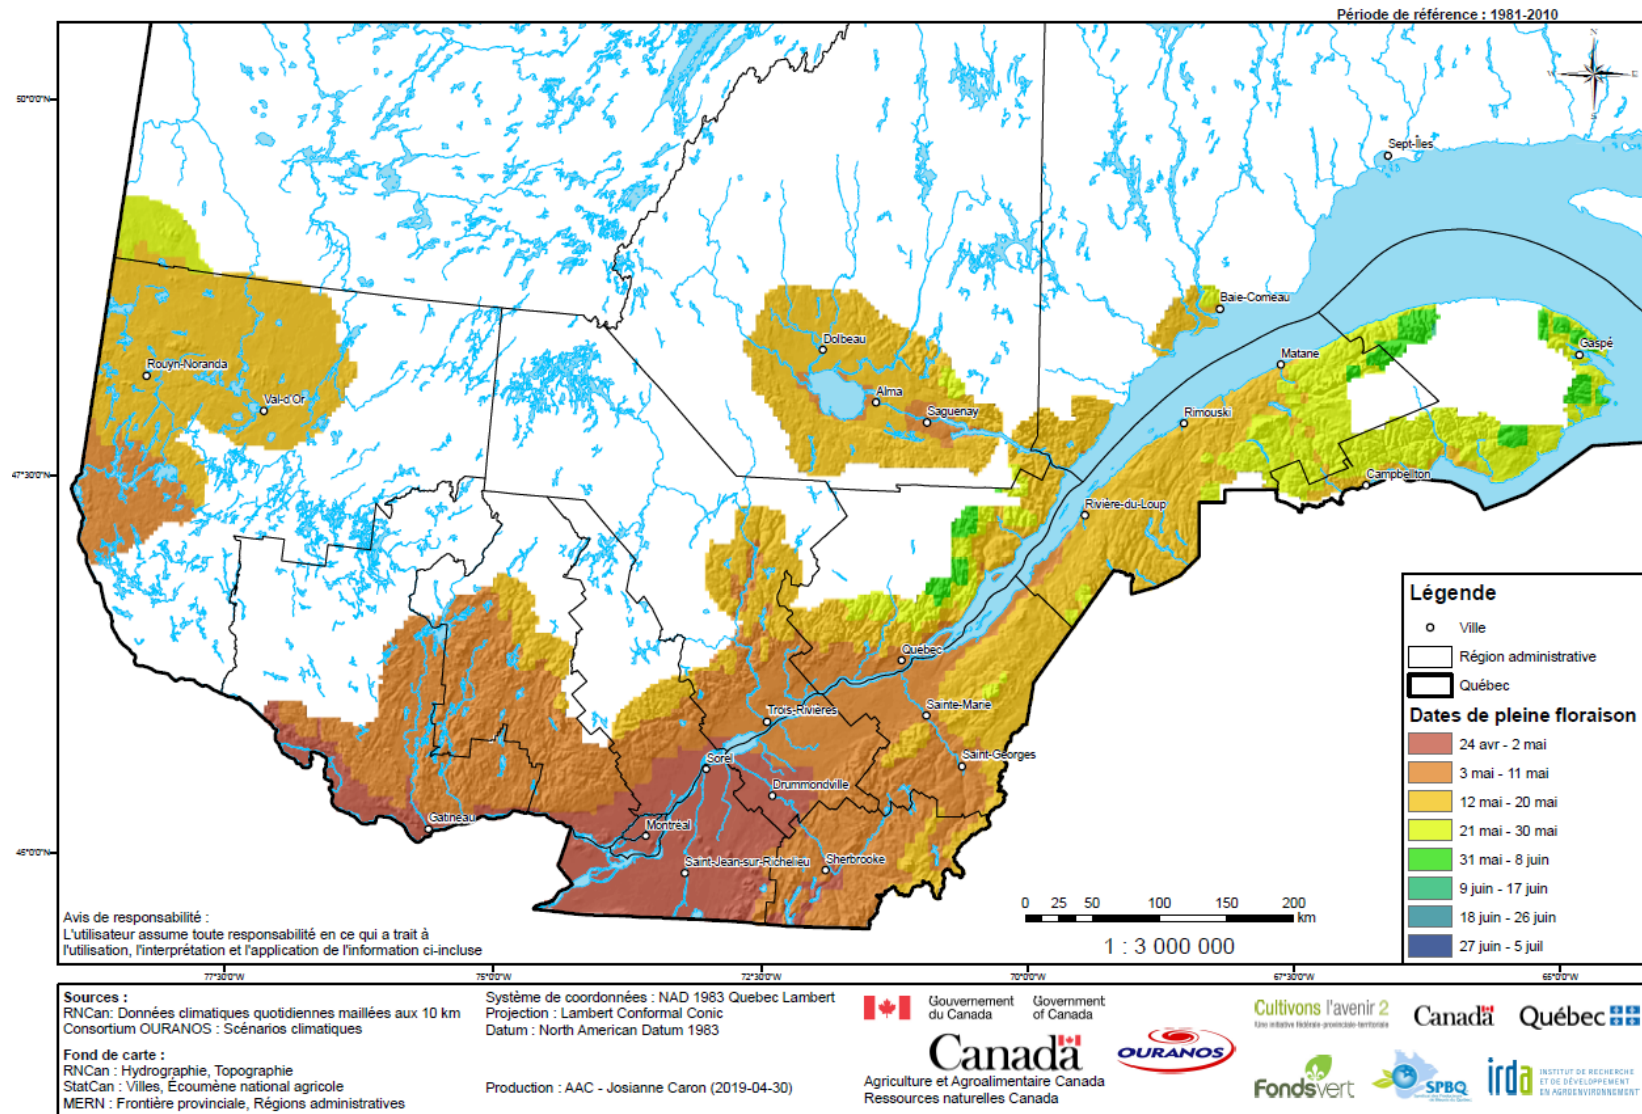 Période de référence : 1981-2010
N
W E
S
50°0'0"N
47°30'0"N
45°0'0"N
Sept-Îles
Baie-Comeau
Gaspé
Matane
Dolbeau
Rouyn-Noranda
Val-d'Or
Alma
Saguenay
Rimouski
Campbellton
Rivière-du-Loup
Québec
Sainte-Marie
Trois-Rivières
Saint-Georges
Sorel
Drummondville
Gatineau
Montréal
Saint-Jean-sur-Richelieu
Sherbrooke
Légende
Ville
Région administrative
Québec
Dates de pleine floraison
24 avr - 2 mai
3 mai - 11 mai
12 mai - 20 mai
21 mai - 30 mai
31 mai - 8 juin
9 juin - 17 juin
18 juin - 26 juin
27 juin - 5 juil
0 25 50 100 150 200
km
1 : 3 000 000
Avis de responsabilité :
L'utilisateur assume toute responsabilité en ce qui a trait à
l'utilisation, l'interprétation et l'application de l'information ci-incluse
77°30'0"W 75°0'0"W 72°30'0"W 70°0'0"W 67°30'0"W 65°0'0"W
Sources :
RNCan: Données climatiques quotidiennes maillées aux 10 km
Consortium OURANOS : Scénarios climatiques
Fond de carte :
RNCan : Hydrographie, Topographie
StatCan : Villes, Écoumène national agricole
MERN : Frontière provinciale, Régions administratives
Système de coordonnées : NAD 1983 Quebec Lambert
Projection : Lambert Conformal Conic
Datum : North American Datum 1983
Production : AAC - Josianne Caron (2019-04-30)
Gouvernement du Canada
Government of Canada
Canada
Agriculture et Agroalimentaire Canada
Ressources naturelles Canada
OURANOS
Cultivons l'avenir 2
Une initiative fédérale-provinciale-territoriale
Canada
Québec
Fondsvert
SPBQ
irda
INSTITUT DE RECHERCHE
ET DE DÉVELOPPEMENT
EN AGROENVIRONNEMENT